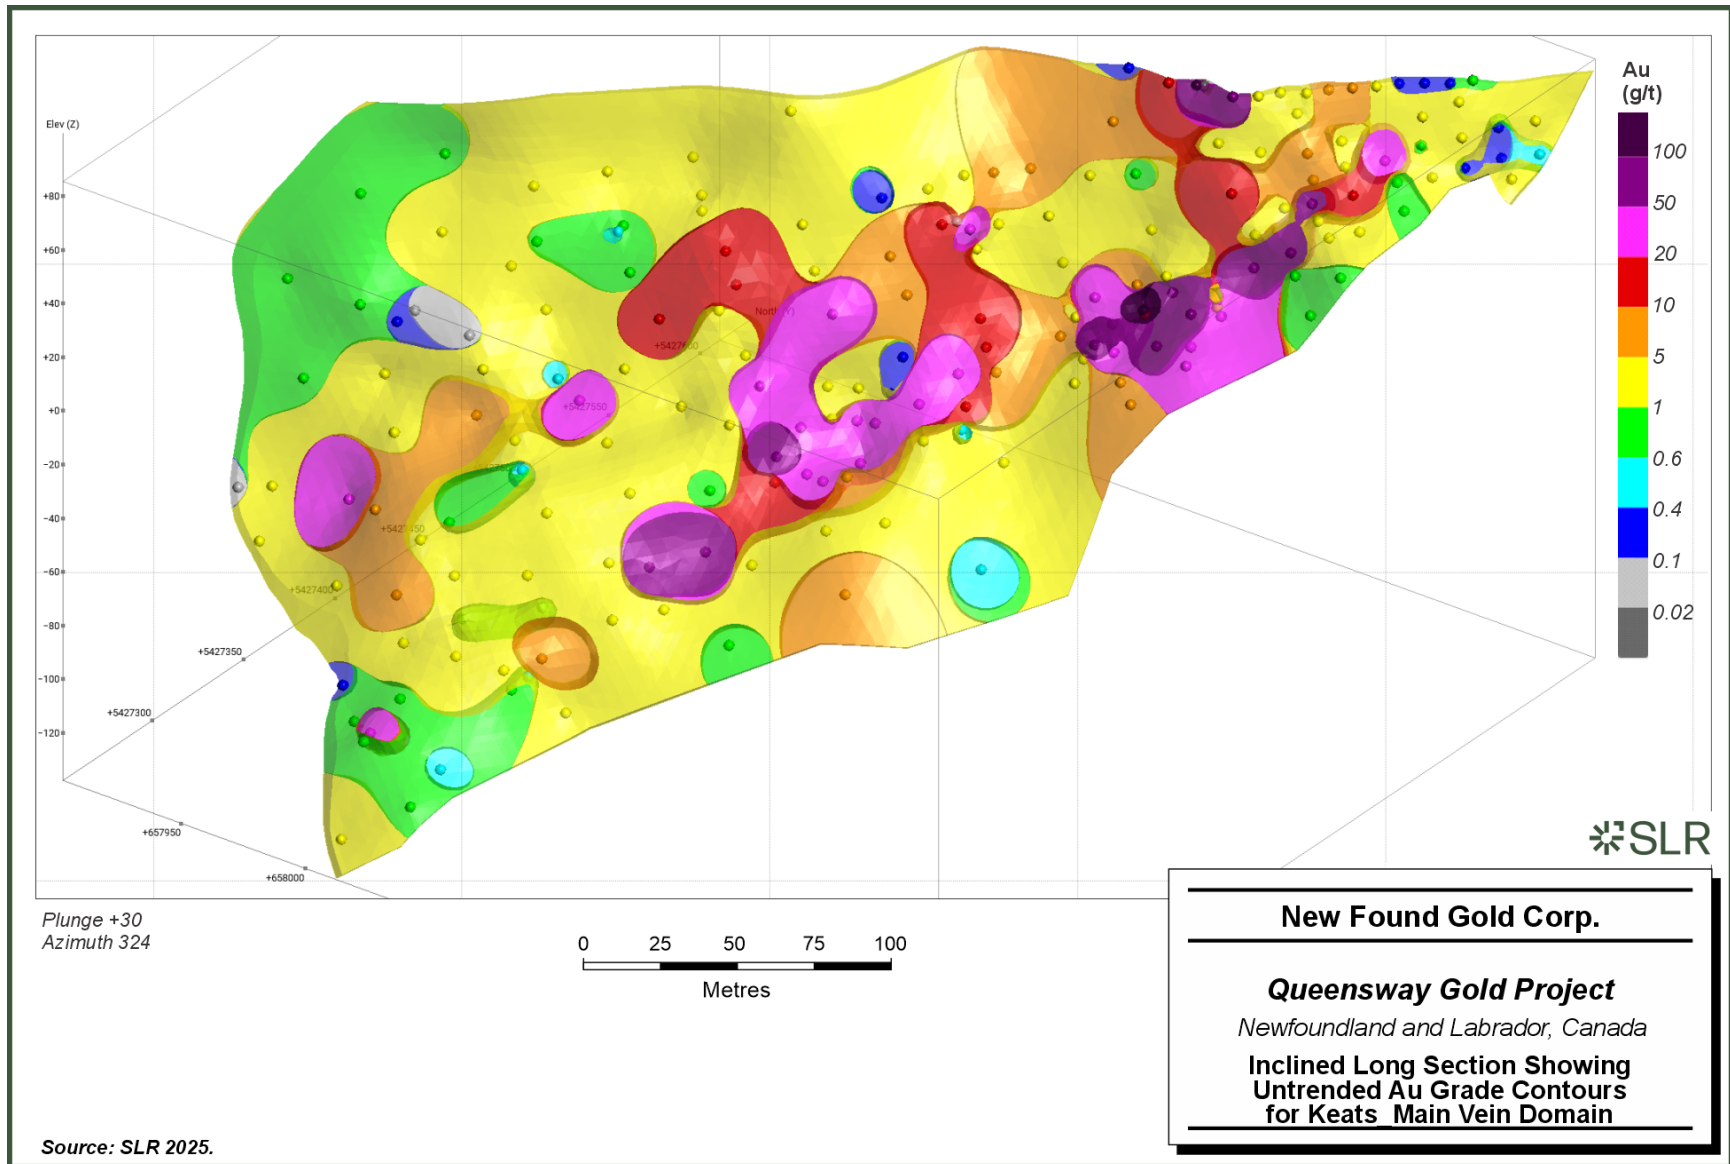 Au
(g/t)
100
50
20
10
5
1
0.6
0.4
0.1
0.02
Elev (Z)
+80
+60
+40
+20
+0
−20
−40
−60
−80
−100
−120
North (Y)
+5427600
+5427550
+5427450
+5427400
+5427350
+5427300
+657950
+658000
SLR
Plunge +30
Azimuth 324
0 25 50 75 100
Metres
New Found Gold Corp.
Queensway Gold Project
Newfoundland and Labrador, Canada
Inclined Long Section Showing
Untrended Au Grade Contours
for Keats_Main Vein Domain
Source: SLR 2025.